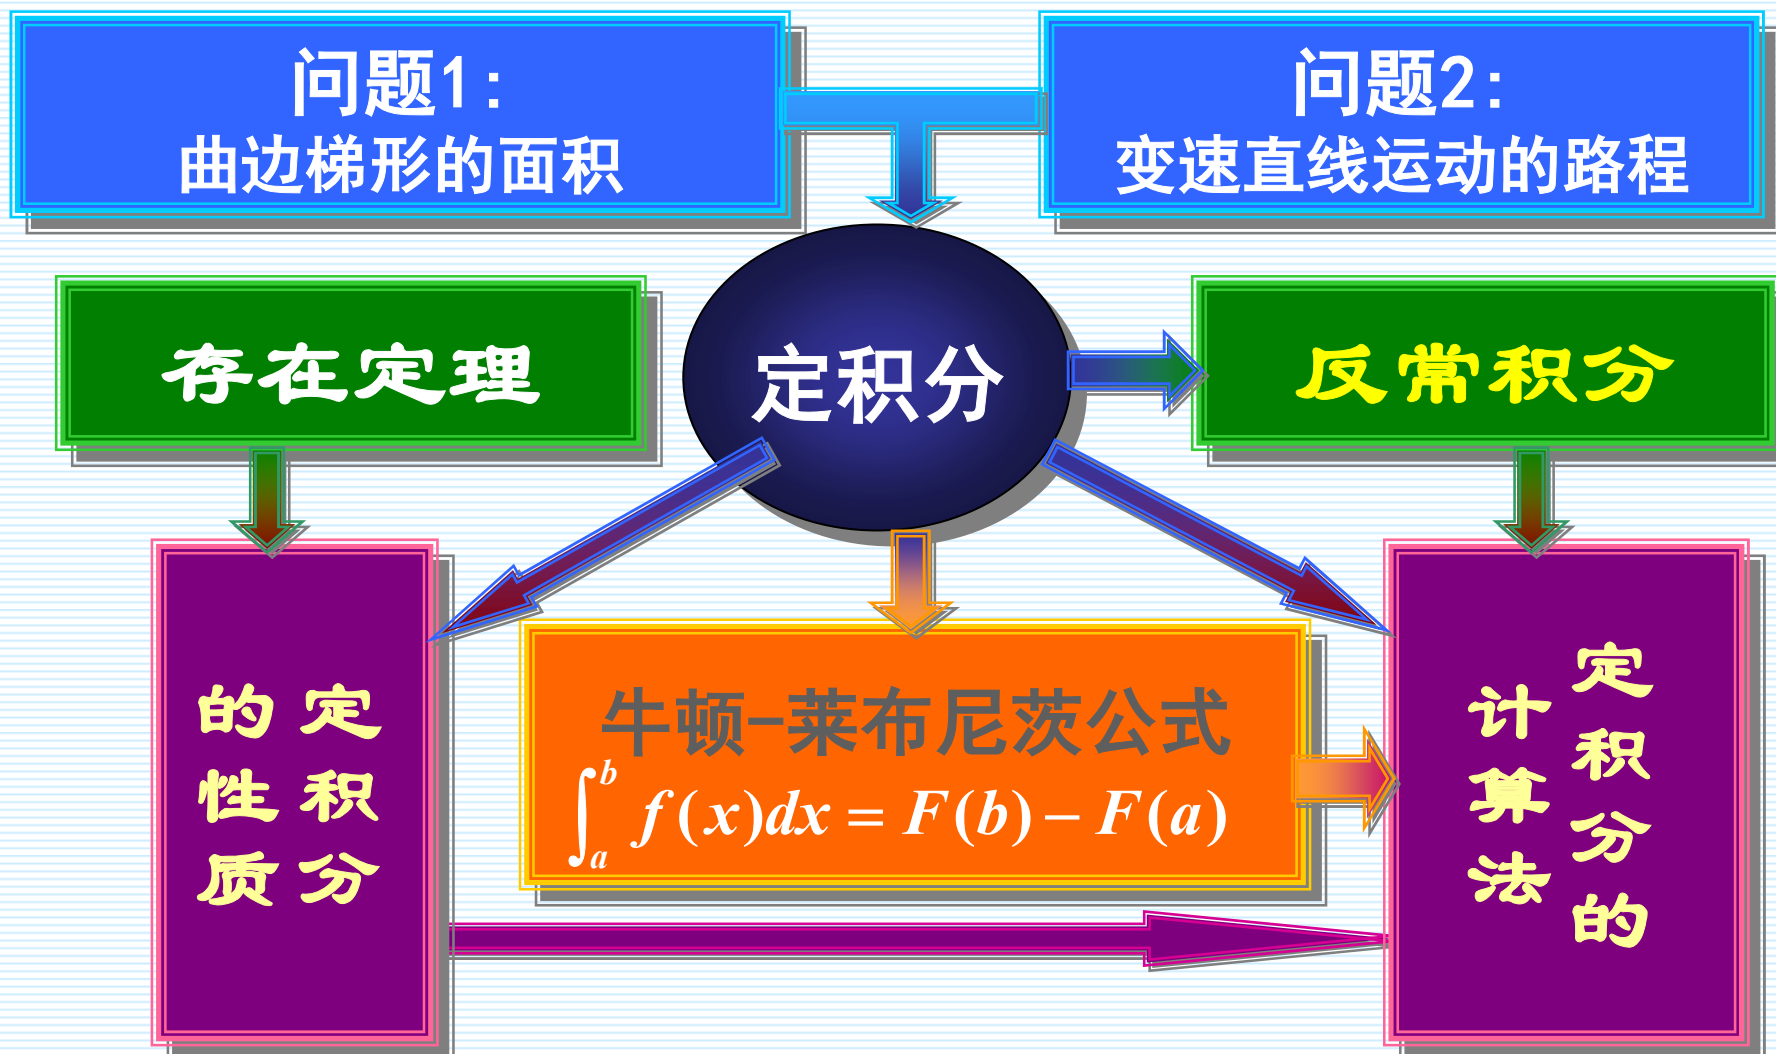 问题1:
曲边梯形的面积
问题2:
变速直线运动的路程
存在定理
定积分
反常积分
定积分
的性质
牛顿-莱布尼茨公式
∫_a^b f(x)dx = F(b) − F(a)
定积分的
计算法